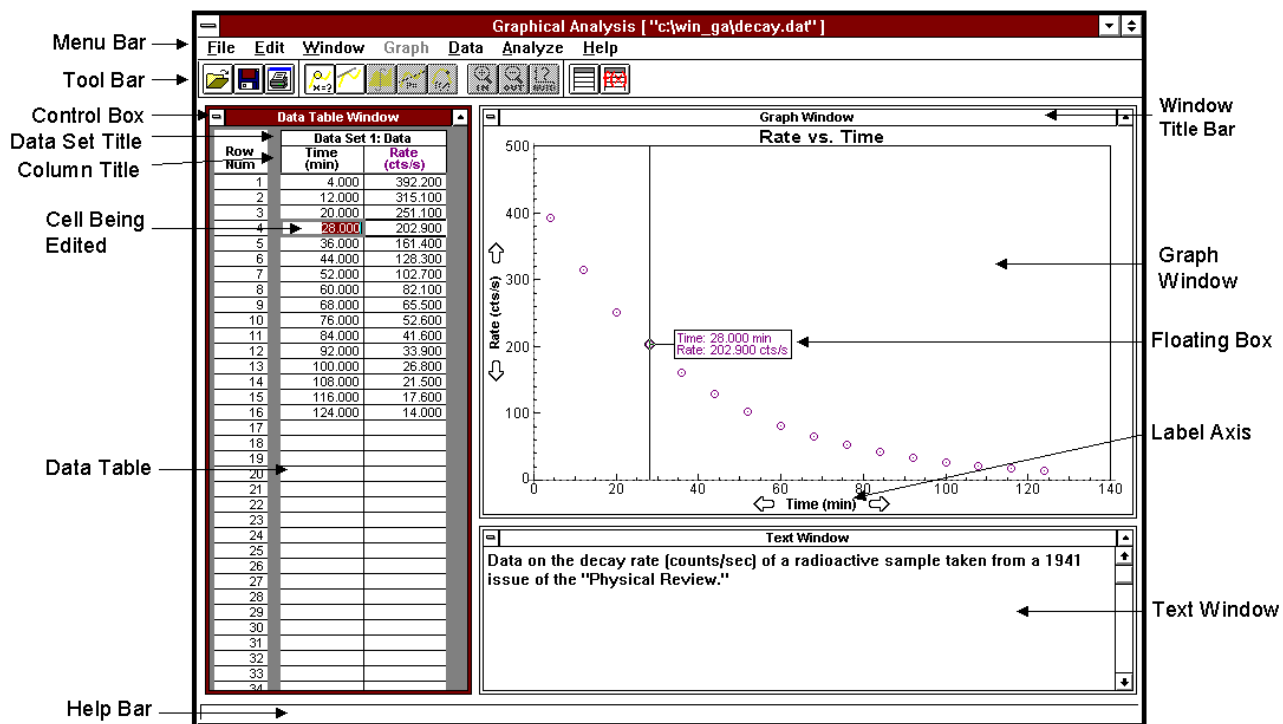 Graphical Analysis [ "c:\win_ga\decay.dat" ]
Menu Bar
File Edit Window Graph Data Analyze Help
Tool Bar
X=?
IN OUT AUTO
Control Box
Data Set Title
Column Title
Cell Being
Edited
Data Table
Help Bar
Data Table Window
Data Set 1: Data
Row
Num
Time
(min)
Rate
(cts/s)
1 4.000 392.200
2 12.000 315.100
3 20.000 251.100
4 28.000 202.900
5 36.000 161.400
6 44.000 128.300
7 52.000 102.700
8 60.000 82.100
9 68.000 65.500
10 76.000 52.600
11 84.000 41.600
12 92.000 33.900
13 100.000 26.800
14 108.000 21.500
15 116.000 17.600
16 124.000 14.000
17
18
19
20
21
22
23
24
25
26
27
28
29
30
31
32
33
34
Graph Window
Rate vs. Time
500
400
300
200
100
0
Rate (cts/s)
Time: 28.000 min
Rate: 202.900 cts/s
0 20 40 60 80 100 120 140
Time (min)
Text Window
Data on the decay rate (counts/sec) of a radioactive sample taken from a 1941
issue of the "Physical Review."
Window
Title Bar
Graph
Window
Floating Box
Label Axis
Text Window